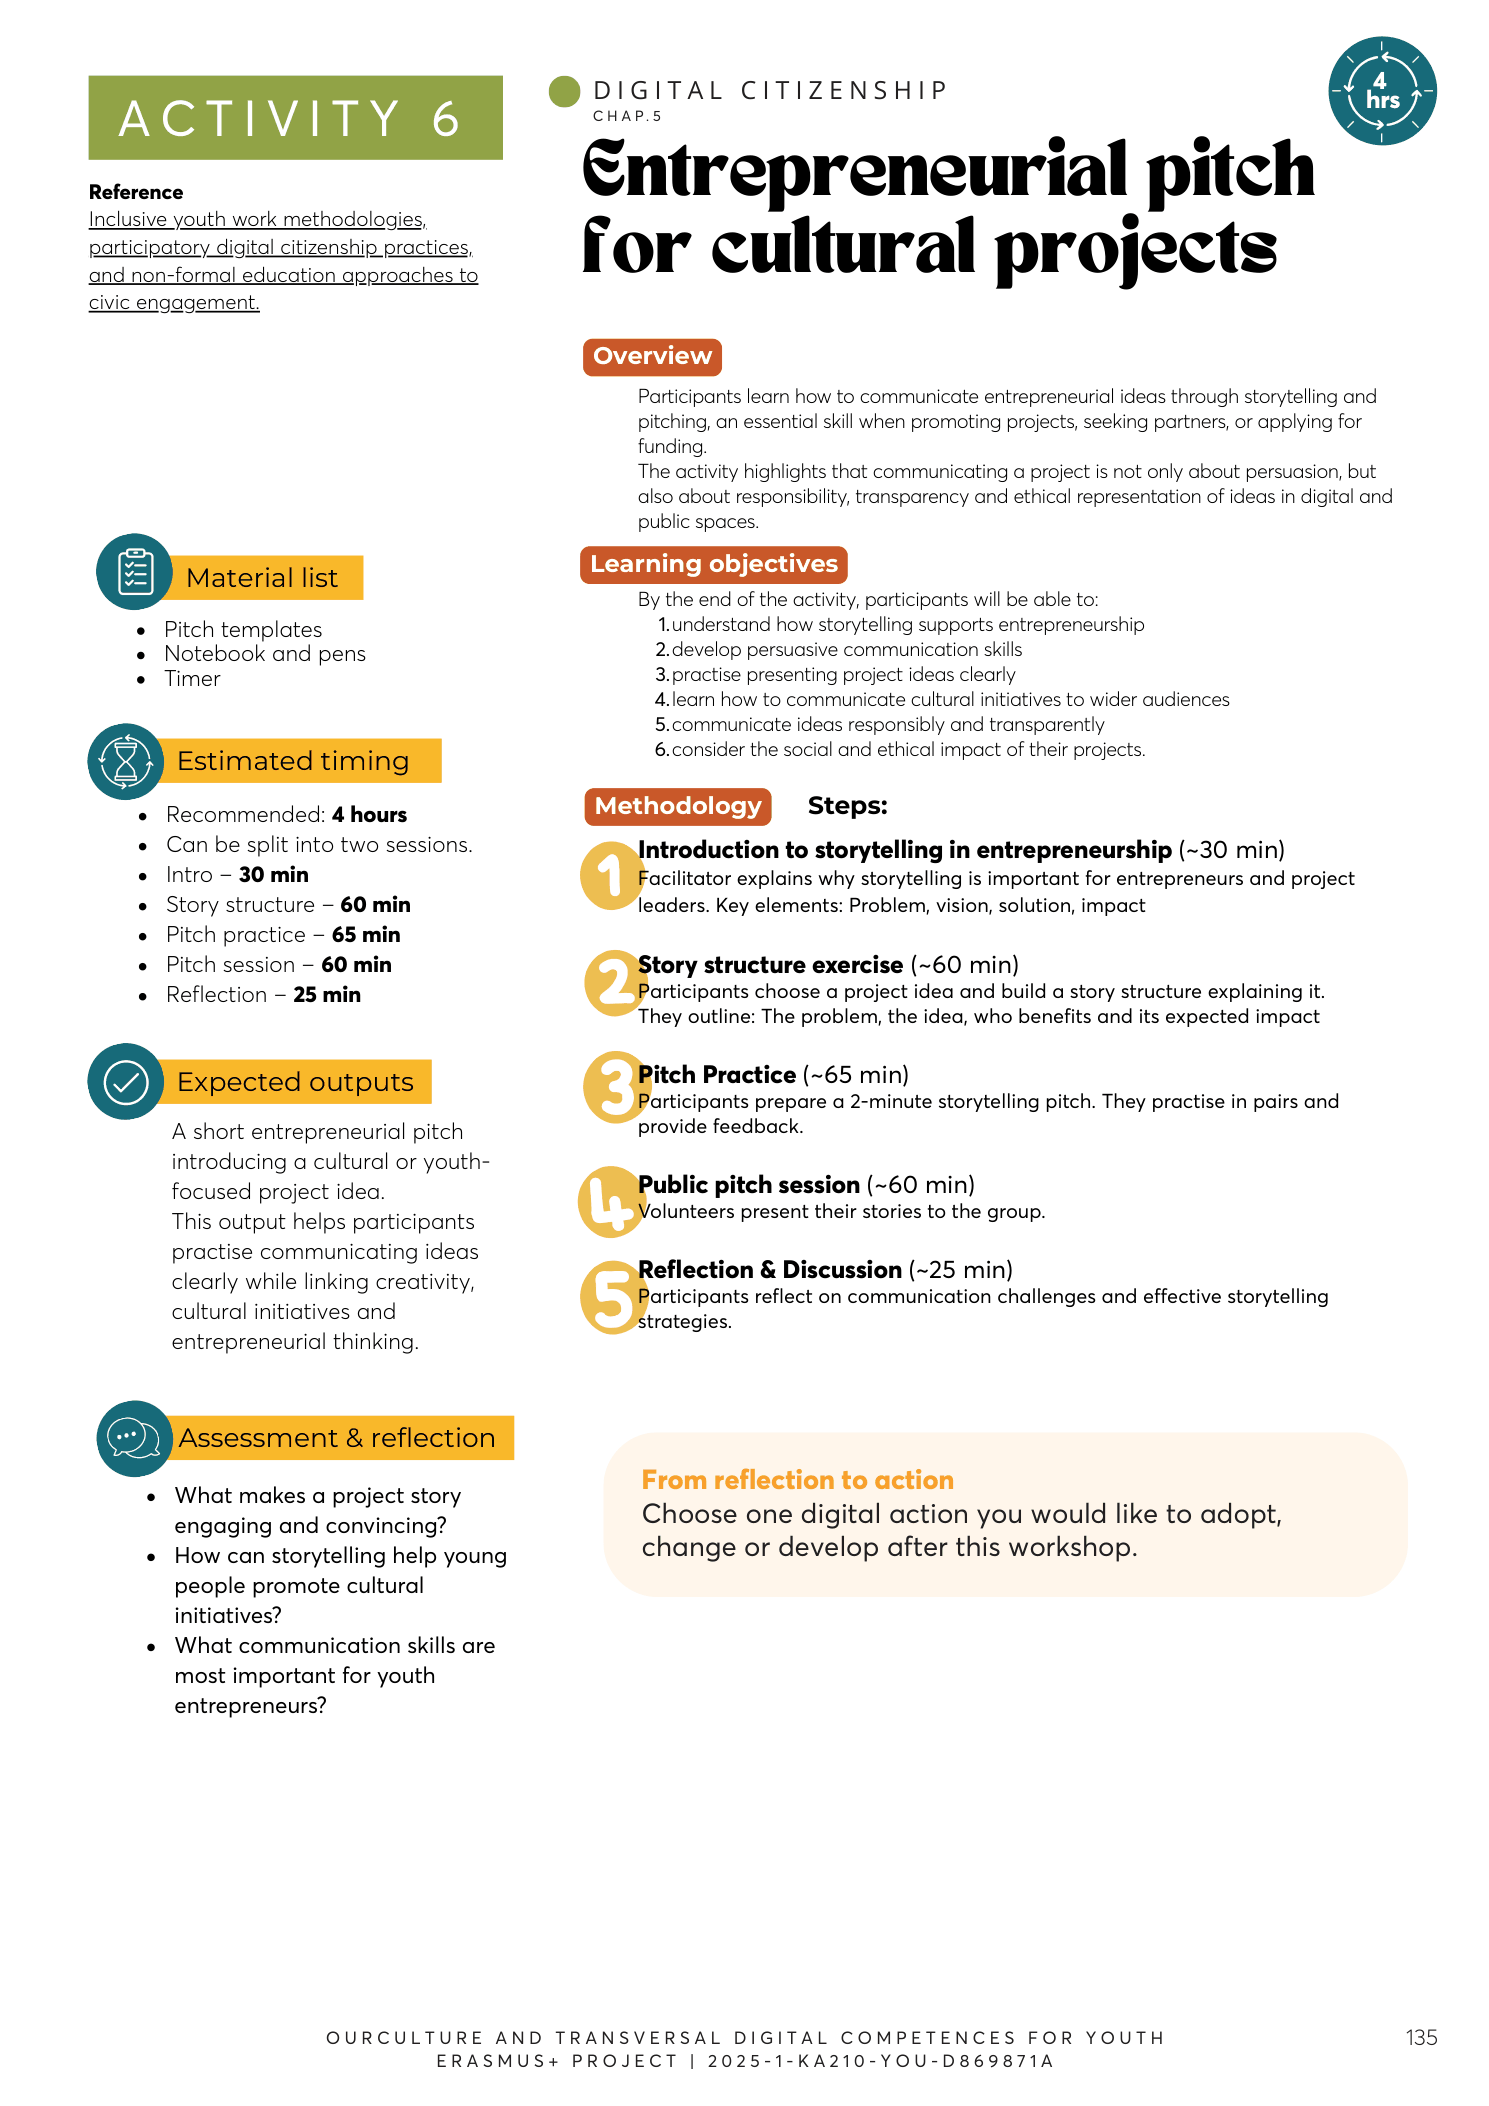 ACTIVITY 6
Reference
Inclusive youth work methodologies,
participatory digital citizenship practices,
and non-formal education approaches to
civic engagement.
Material list
• Pitch templates
• Notebook and pens
• Timer
Estimated timing
• Recommended: 4 hours
• Can be split into two sessions.
• Intro – 30 min
• Story structure – 60 min
• Pitch practice – 65 min
• Pitch session – 60 min
• Reflection – 25 min
Expected outputs
A short entrepreneurial pitch
introducing a cultural or youth-
focused project idea.
This output helps participants
practise communicating ideas
clearly while linking creativity,
cultural initiatives and
entrepreneurial thinking.
Assessment & reflection
• What makes a project story
engaging and convincing?
• How can storytelling help young
people promote cultural
initiatives?
• What communication skills are
most important for youth
entrepreneurs?
DIGITAL CITIZENSHIP
CHAP.5
4
hrs
Entrepreneurial pitch
for cultural projects
Overview
Participants learn how to communicate entrepreneurial ideas through storytelling and
pitching, an essential skill when promoting projects, seeking partners, or applying for
funding.
The activity highlights that communicating a project is not only about persuasion, but
also about responsibility, transparency and ethical representation of ideas in digital and
public spaces.
Learning objectives
By the end of the activity, participants will be able to:
1. understand how storytelling supports entrepreneurship
2. develop persuasive communication skills
3. practise presenting project ideas clearly
4. learn how to communicate cultural initiatives to wider audiences
5. communicate ideas responsibly and transparently
6. consider the social and ethical impact of their projects.
Methodology Steps:
1 Introduction to storytelling in entrepreneurship (~30 min)
Facilitator explains why storytelling is important for entrepreneurs and project
leaders. Key elements: Problem, vision, solution, impact
2 Story structure exercise (~60 min)
Participants choose a project idea and build a story structure explaining it.
They outline: The problem, the idea, who benefits and its expected impact
3 Pitch Practice (~65 min)
Participants prepare a 2-minute storytelling pitch. They practise in pairs and
provide feedback.
4 Public pitch session (~60 min)
Volunteers present their stories to the group.
5 Reflection & Discussion (~25 min)
Participants reflect on communication challenges and effective storytelling
strategies.
From reflection to action
Choose one digital action you would like to adopt,
change or develop after this workshop.
OURCULTURE AND TRANSVERSAL DIGITAL COMPETENCES FOR YOUTH
ERASMUS+ PROJECT | 2025-1-KA210-YOU-D869871A
135